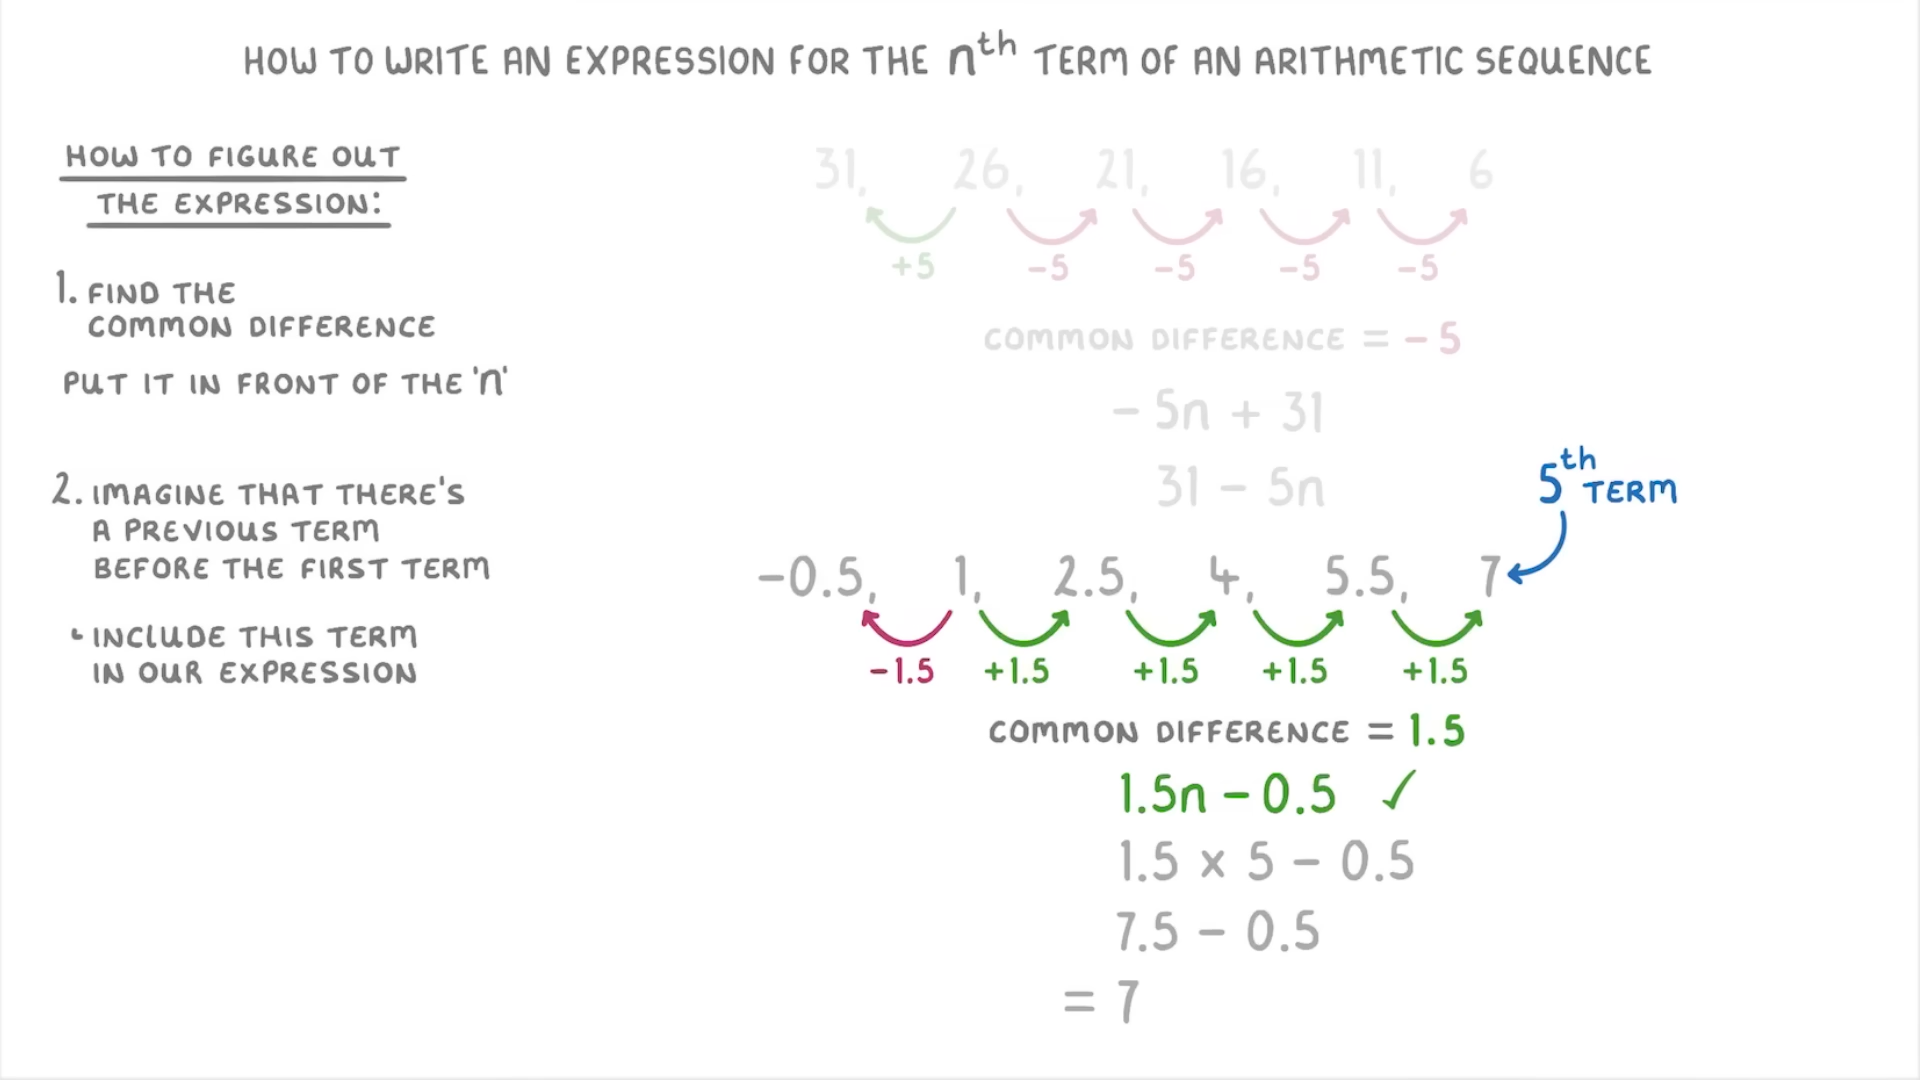 HOW TO WRITE AN EXPRESSION FOR THE nth TERM OF AN ARITHMETIC SEQUENCE
HOW TO FIGURE OUT
THE EXPRESSION:
1. FIND THE
COMMON DIFFERENCE
PUT IT IN FRONT OF THE 'n'
2. IMAGINE THAT THERE'S
A PREVIOUS TERM
BEFORE THE FIRST TERM
INCLUDE THIS TERM
IN OUR EXPRESSION
31, 26, 21, 16, 11, 6
+5 -5 -5 -5 -5
COMMON DIFFERENCE = -5
-5n + 31
31 - 5n
5th
TERM
-0.5, 1, 2.5, 4, 5.5, 7
-1.5 +1.5 +1.5 +1.5 +1.5
COMMON DIFFERENCE = 1.5
1.5n - 0.5 ✓
1.5 × 5 - 0.5
7.5 - 0.5
= 7